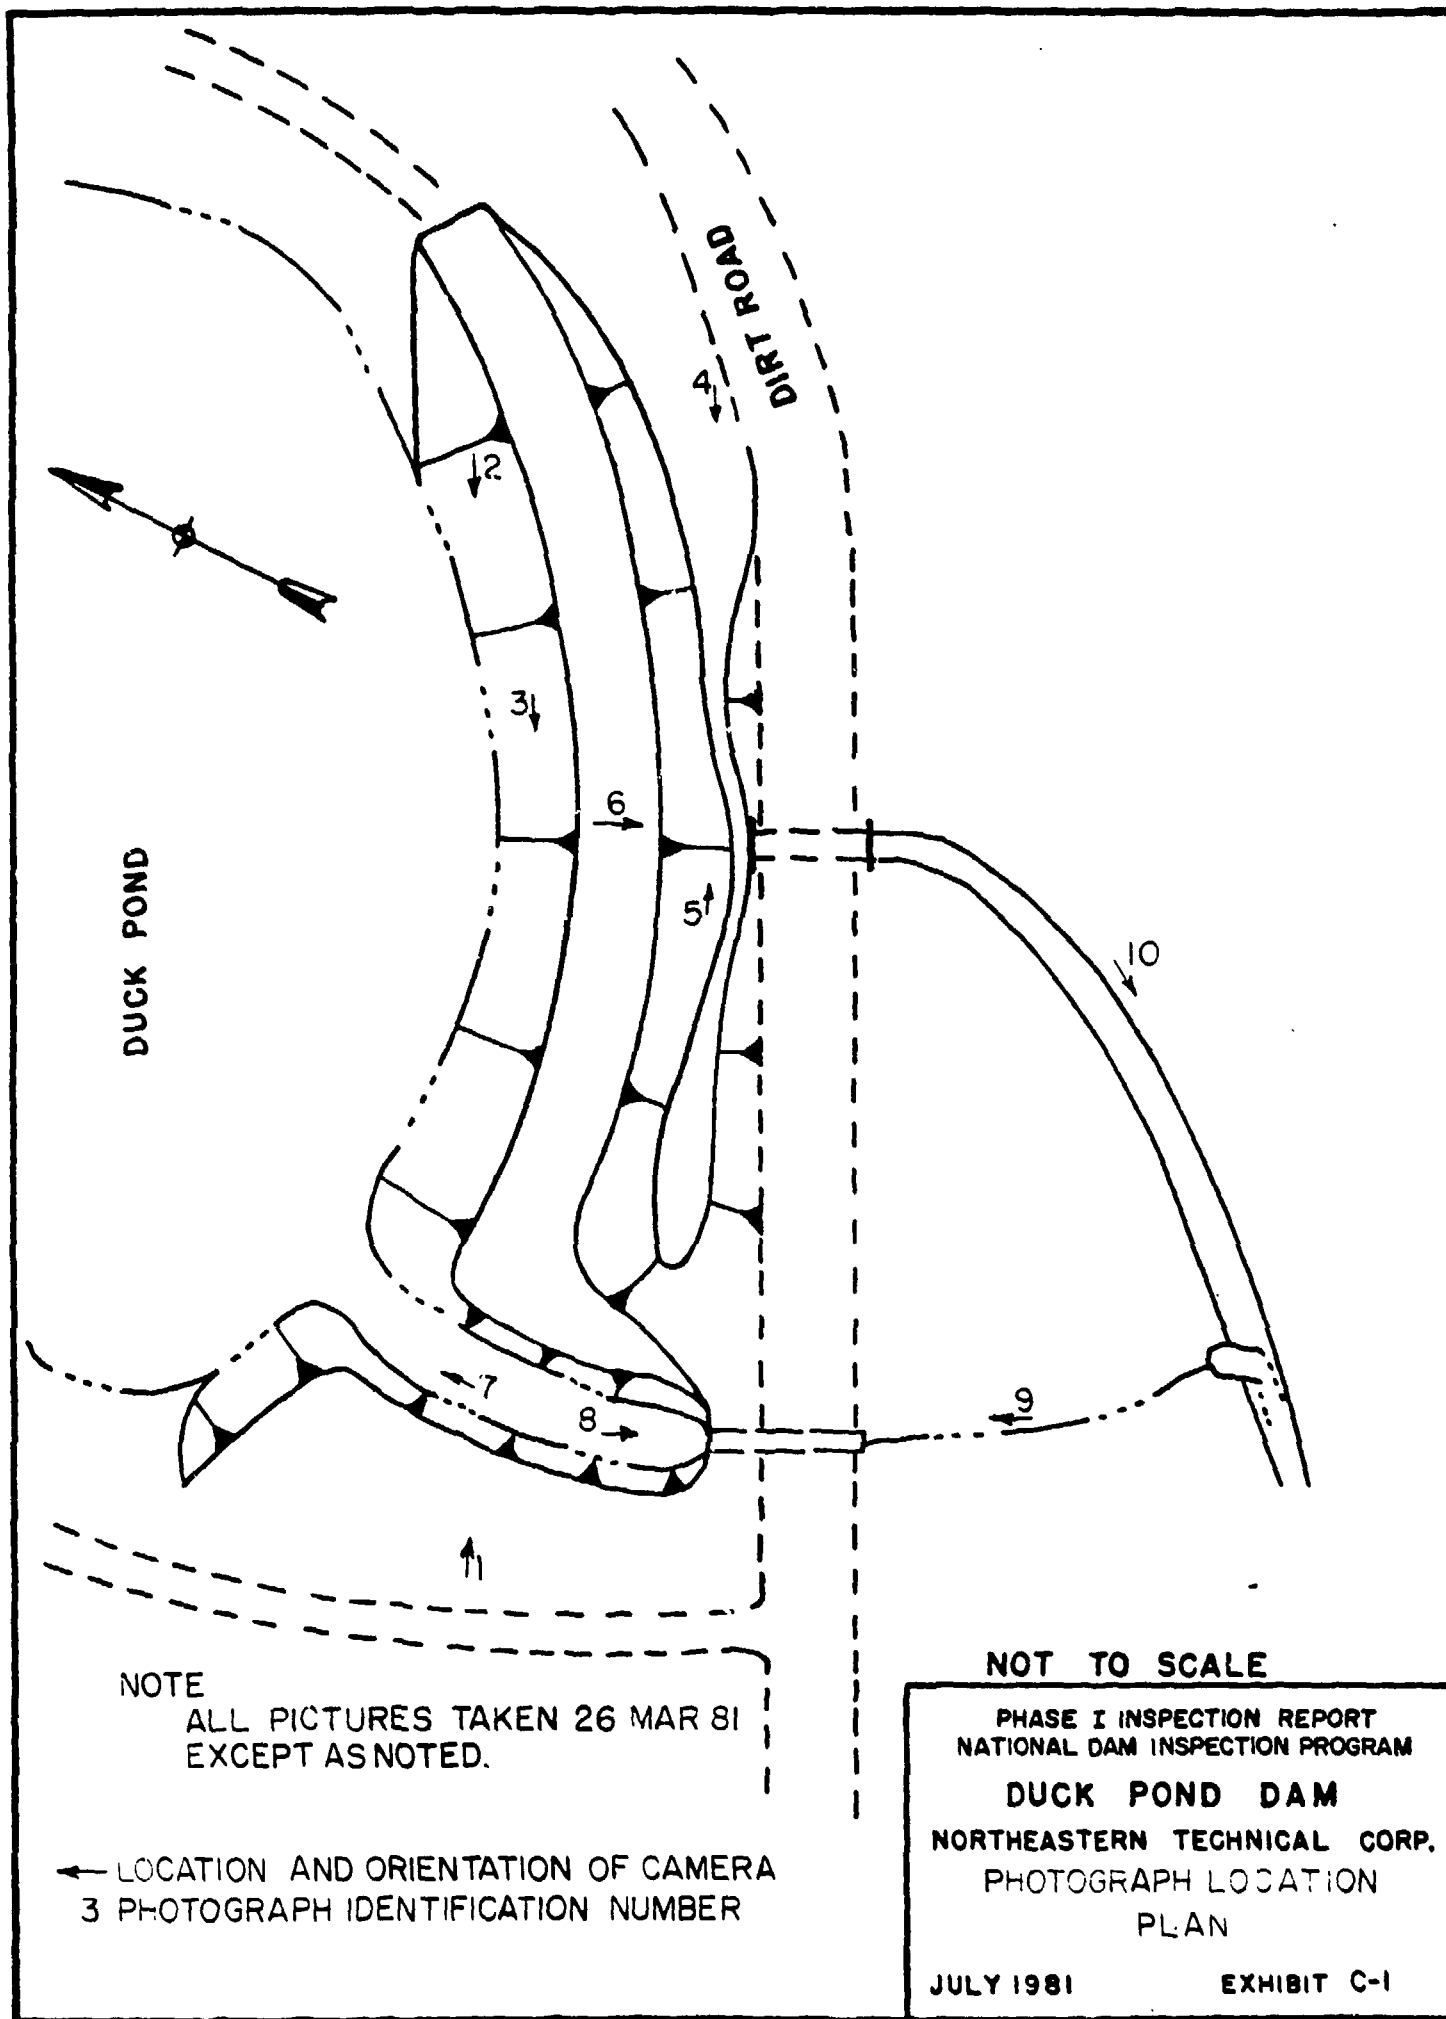 DIRT ROAD
4
2
3
6
DUCK POND
5
10
7
8
9
1
NOTE
ALL PICTURES TAKEN 26 MAR 81
EXCEPT AS NOTED.
LOCATION AND ORIENTATION OF CAMERA
3 PHOTOGRAPH IDENTIFICATION NUMBER
NOT TO SCALE
PHASE I INSPECTION REPORT
NATIONAL DAM INSPECTION PROGRAM
DUCK POND DAM
NORTHEASTERN TECHNICAL CORP.
PHOTOGRAPH LOCATION
PLAN
JULY 1981 EXHIBIT C-1